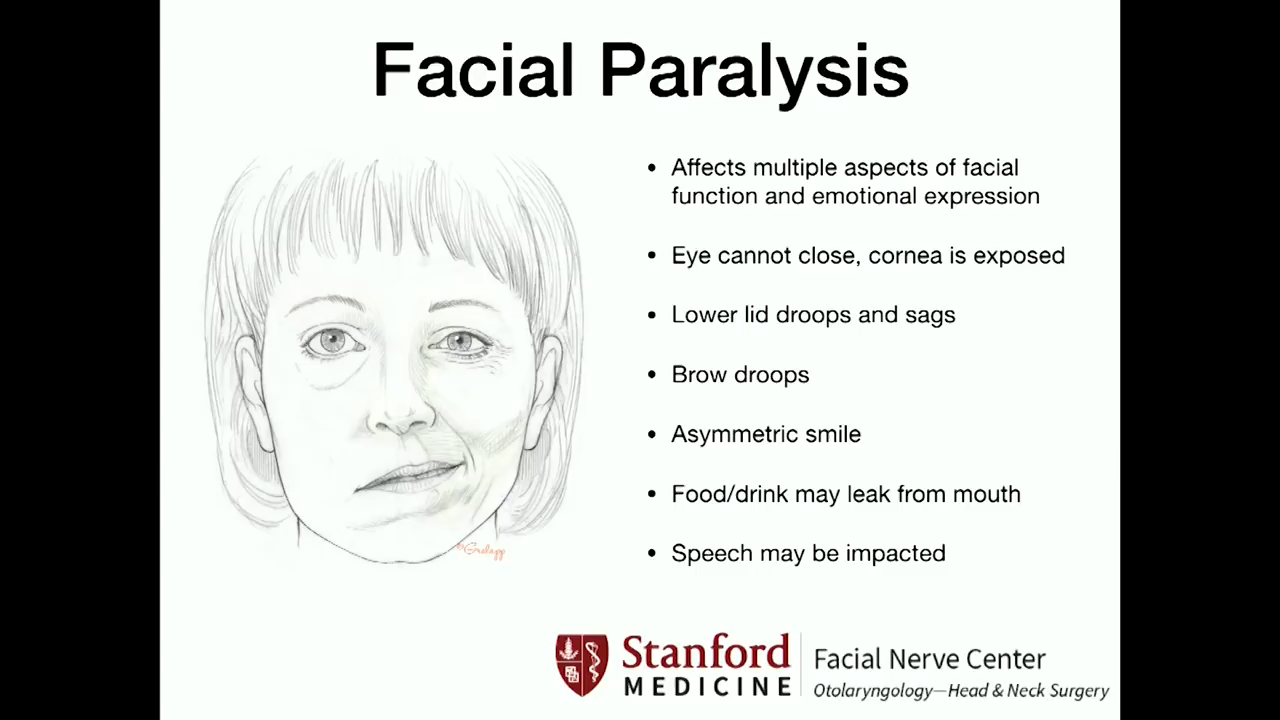 Facial Paralysis
• Affects multiple aspects of facial
function and emotional expression
• Eye cannot close, cornea is exposed
• Lower lid droops and sags
• Brow droops
• Asymmetric smile
• Food/drink may leak from mouth
• Speech may be impacted
Stanford
MEDICINE
Facial Nerve Center
Otolaryngology—Head & Neck Surgery